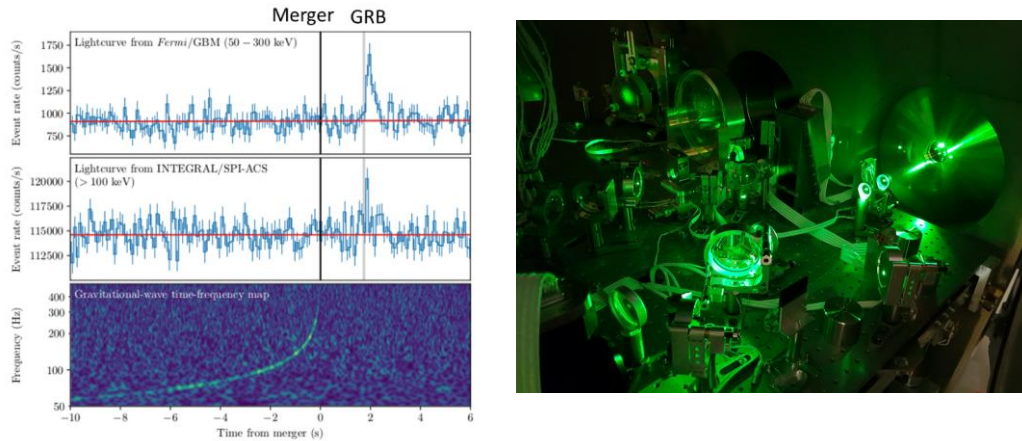 Merger GRB
Lightcurve from Fermi/GBM (50 − 300 keV)
Event rate (counts/s)
1750
1500
1250
1000
750
Lightcurve from INTEGRAL/SPI-ACS
(> 100 keV)
Event rate (counts/s)
120000
117500
115000
112500
Gravitational-wave time-frequency map
Frequency (Hz)
400
300
200
100
50
−10 −8 −6 −4 −2 0 2 4 6
Time from merger (s)